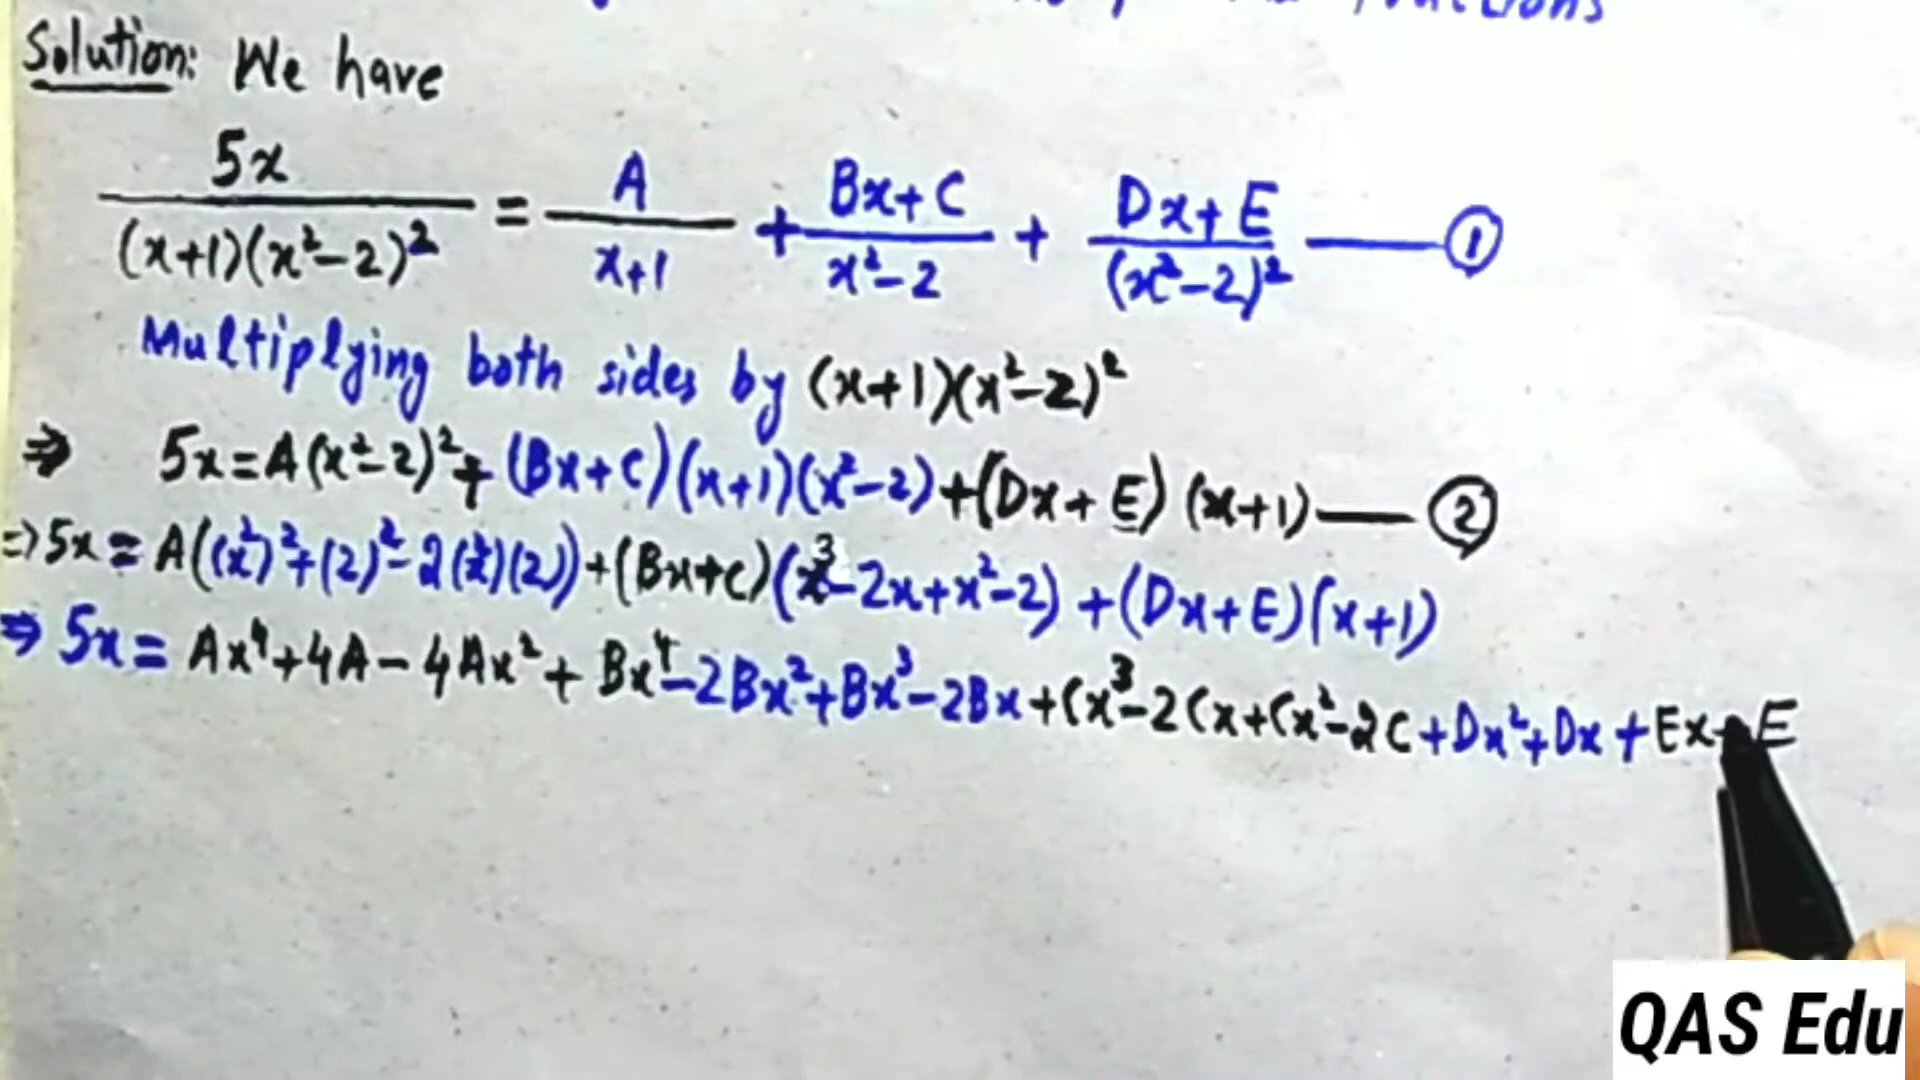 fractions
Solution: We have
5x/((x+1)(x²-2)²) = A/(x+1) + (Bx+C)/(x²-2) + (Dx+E)/(x²-2)² —— ①
Multiplying both sides by (x+1)(x²-2)²
⇒ 5x = A(x²-2)² + (Bx+C)(x+1)(x²-2) + (Dx+E)(x+1) —— ②
⇒ 5x = A((x²)²+(2)²-2(x²)(2)) + (Bx+C)(x³-2x+x²-2) + (Dx+E)(x+1)
⇒ 5x = Ax⁴+4A-4Ax²+Bx⁴-2Bx²+Bx³-2Bx+Cx³-2Cx+Cx²-2C+Dx²+Dx+Ex+E
QAS Edu